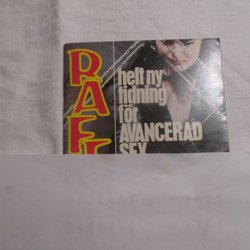 helt ny
tidning
för
AVANCERAD
SEX